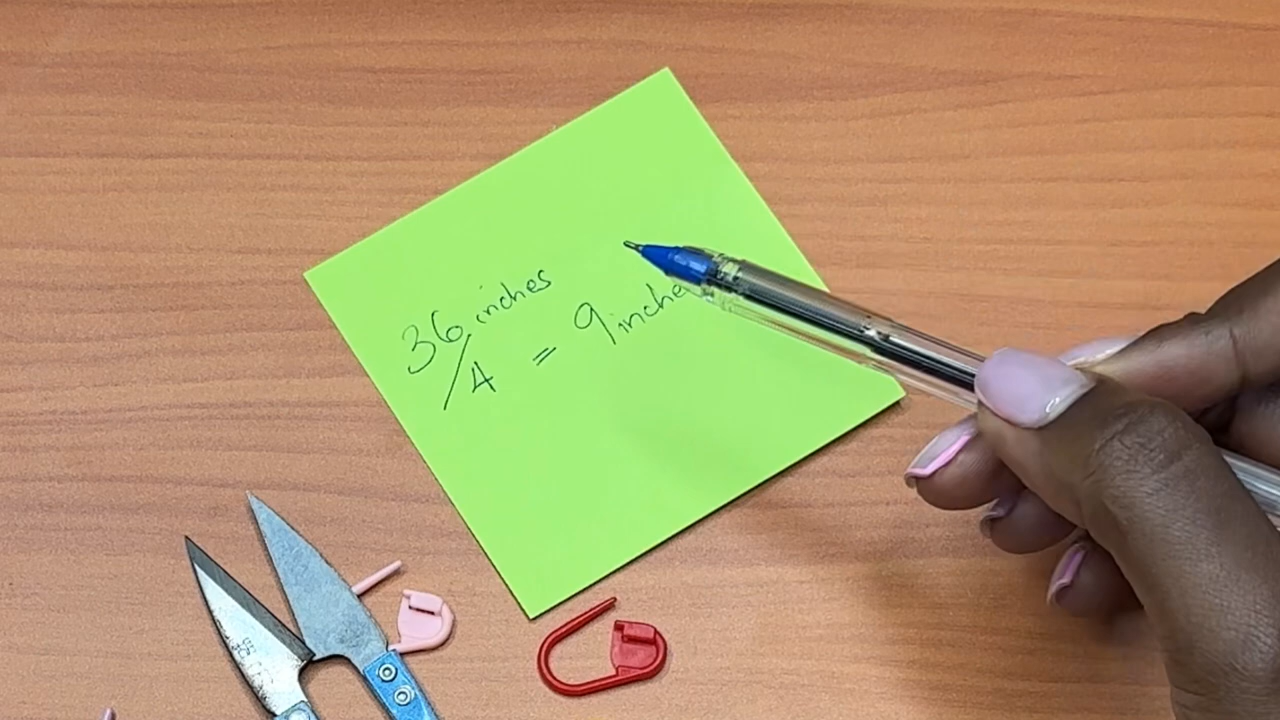 36 inches
/4 = 9 inche